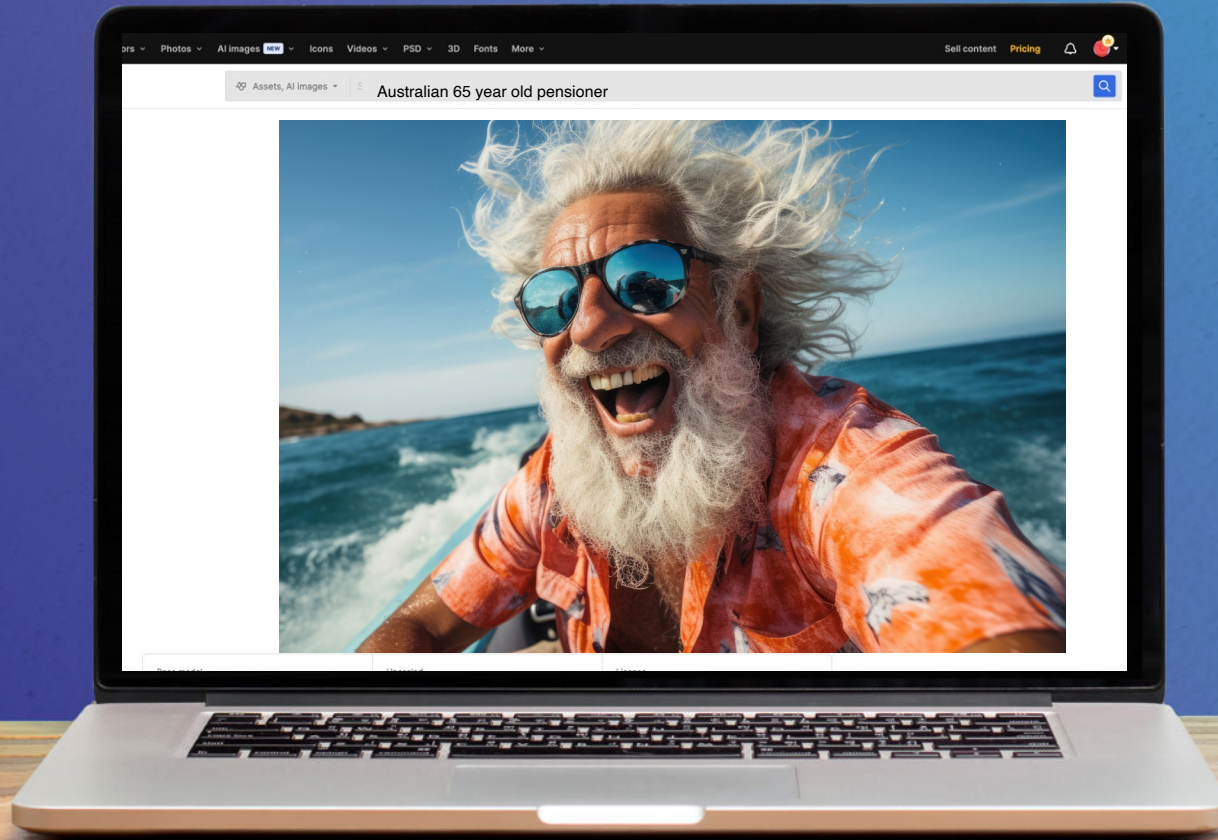 Photos
AI images NEW
Icons
Videos
PSD
3D
Fonts
More
Sell content
Pricing
Assets, AI images
Australian 65 year old pensioner